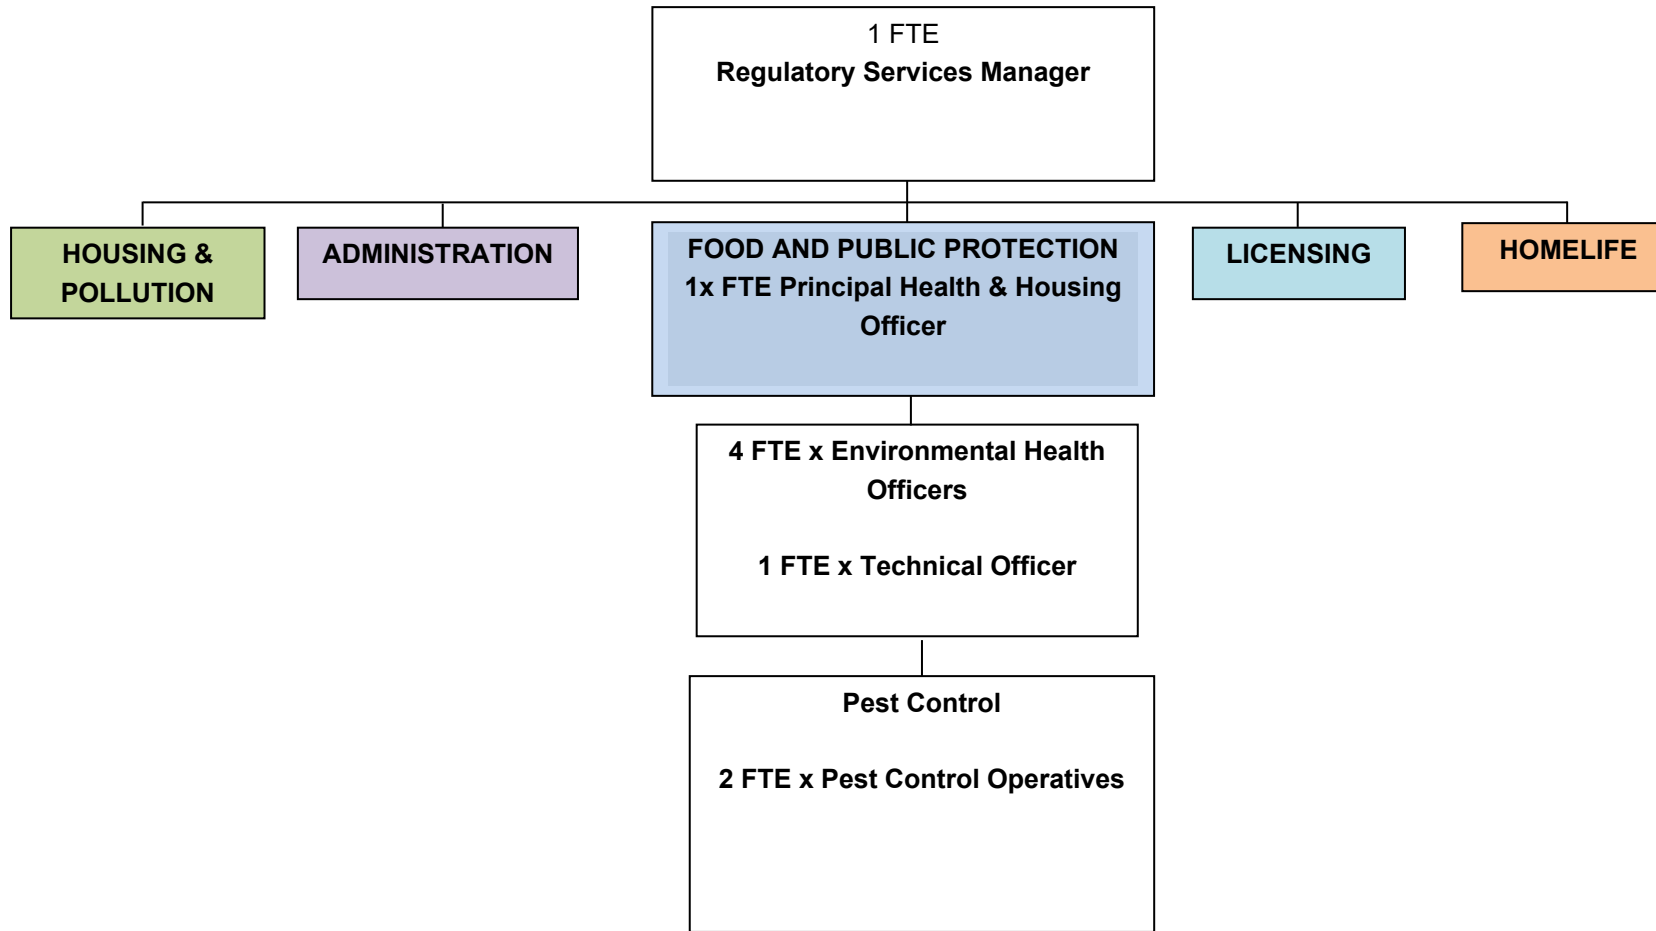 1 FTE
Regulatory Services Manager
HOUSING &
POLLUTION
ADMINISTRATION
FOOD AND PUBLIC PROTECTION
1x FTE Principal Health & Housing
Officer
LICENSING
HOMELIFE
4 FTE x Environmental Health
Officers
1 FTE x Technical Officer
Pest Control
2 FTE x Pest Control Operatives